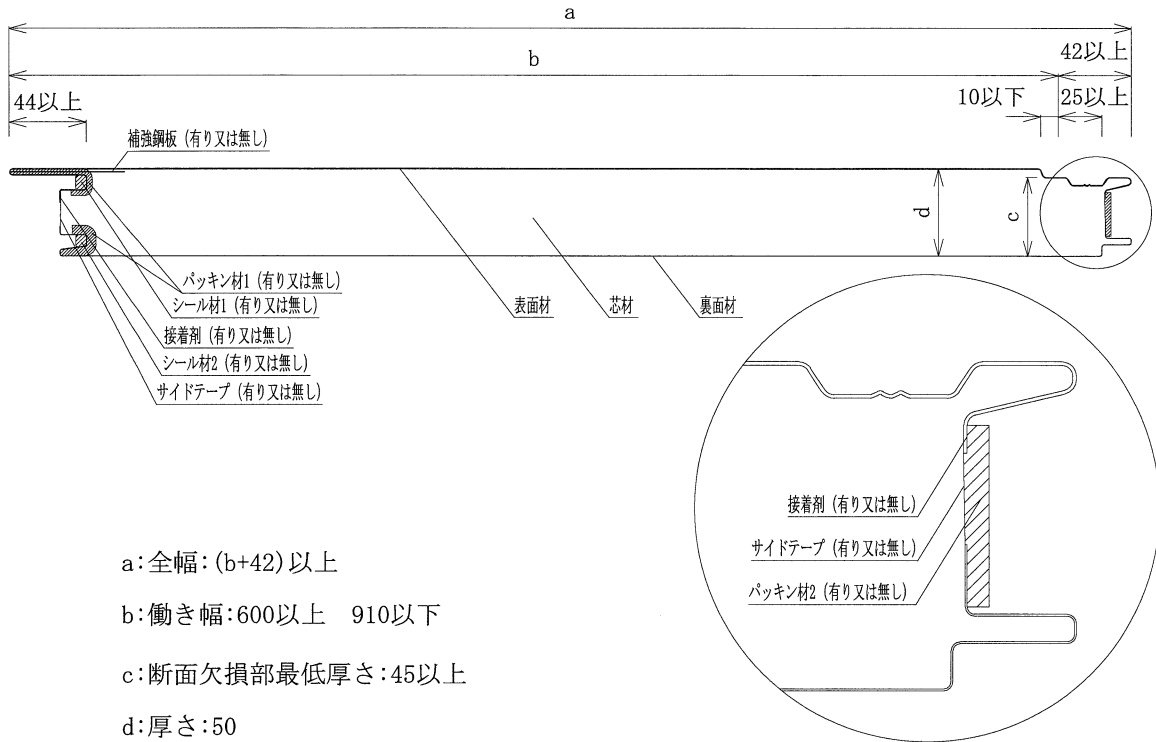 a
b
42以上
44以上
10以下
25以上
補強鋼板 (有り又は無し)
d
c
パッキン材1 (有り又は無し)
シール材1 (有り又は無し)
接着剤 (有り又は無し)
シール材2 (有り又は無し)
サイドテープ (有り又は無し)
表面材
芯材
裏面材
接着剤 (有り又は無し)
サイドテープ (有り又は無し)
パッキン材2 (有り又は無し)
a:全幅:(b+42)以上
b:働き幅:600以上 910以下
c:断面欠損部最低厚さ:45以上
d:厚さ:50